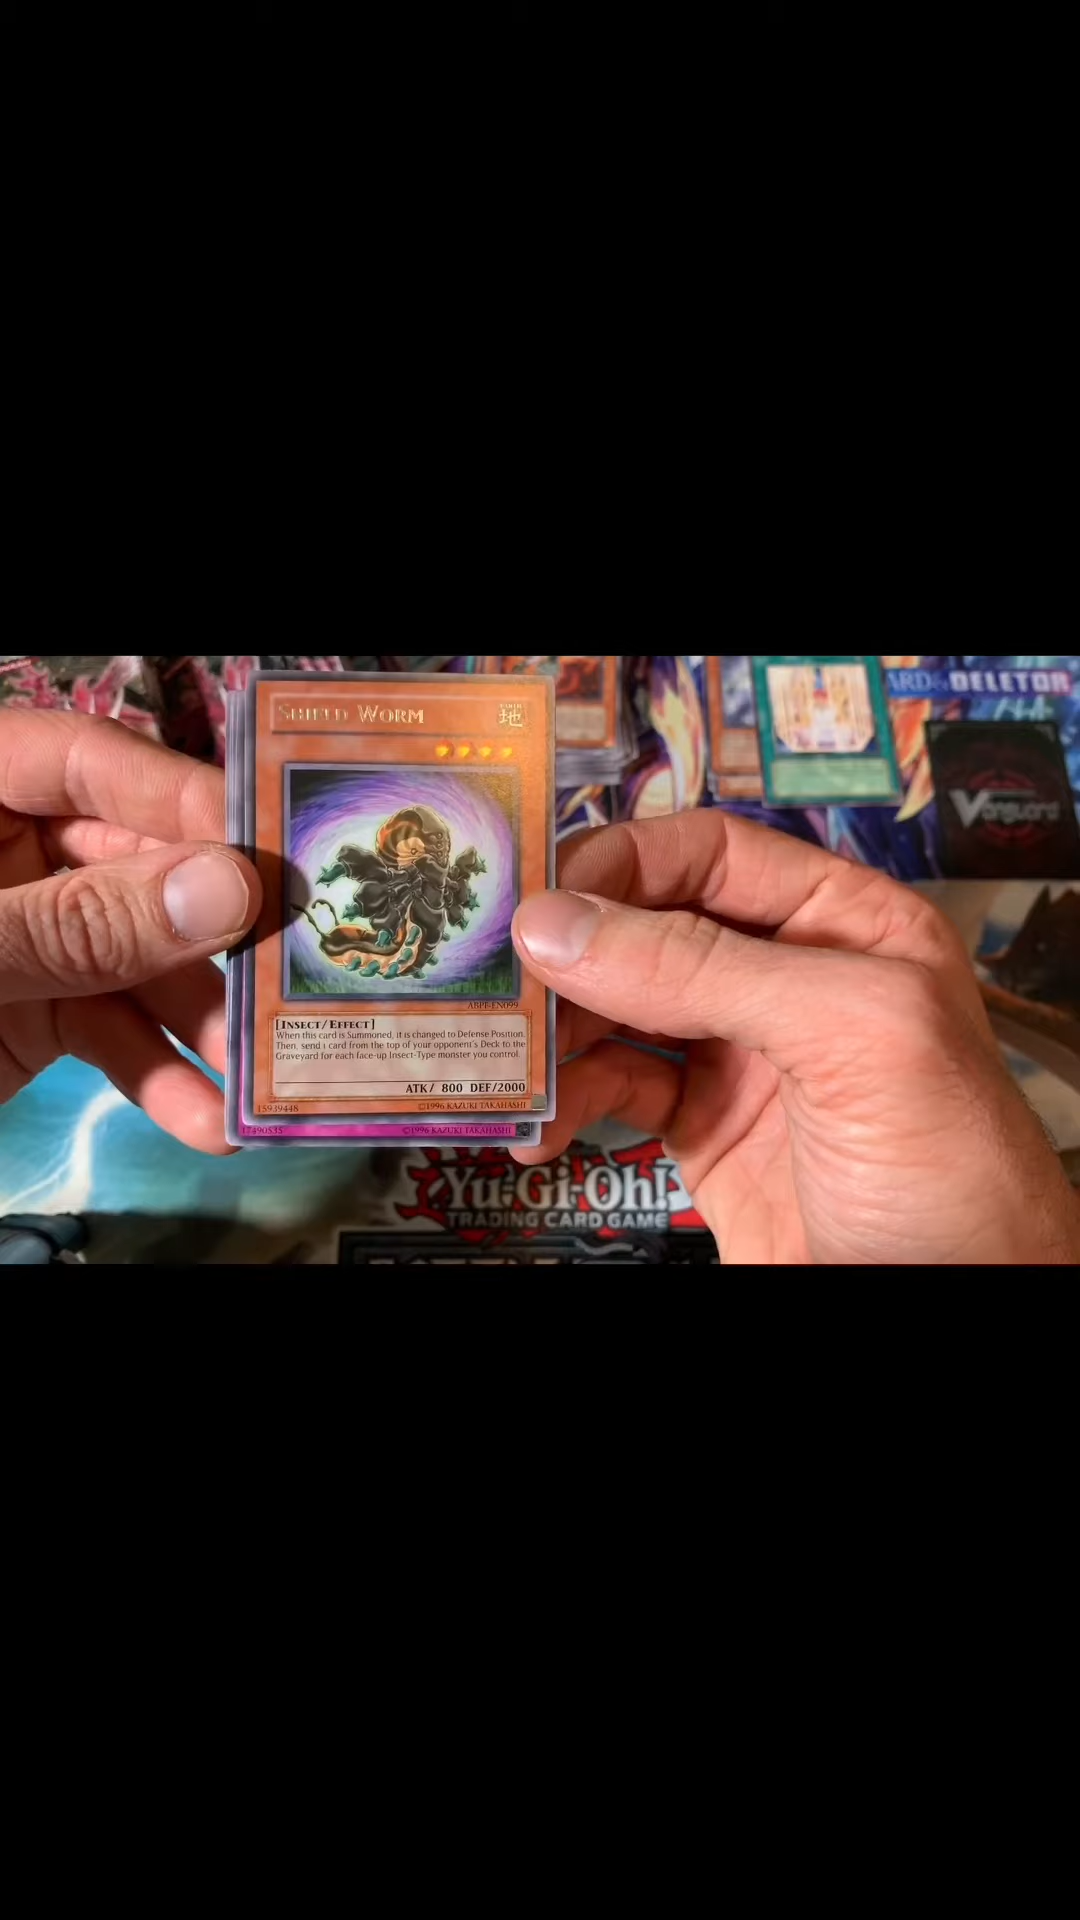 SHIELD WORM
EARTH
地
ABPF-EN099
[INSECT/EFFECT]
When this card is Summoned, it is changed to Defense Position.
Then, send 1 card from the top of your opponent's Deck to the
Graveyard for each face-up Insect-Type monster you control.
ATK/ 800 DEF/2000
15939448
©1996 KAZUKI TAKAHASHI
17490535
©1996 KAZUKI TAKAHASHI
DELETOR
Vanguard
Yu-Gi-Oh!
TRADING CARD GAME